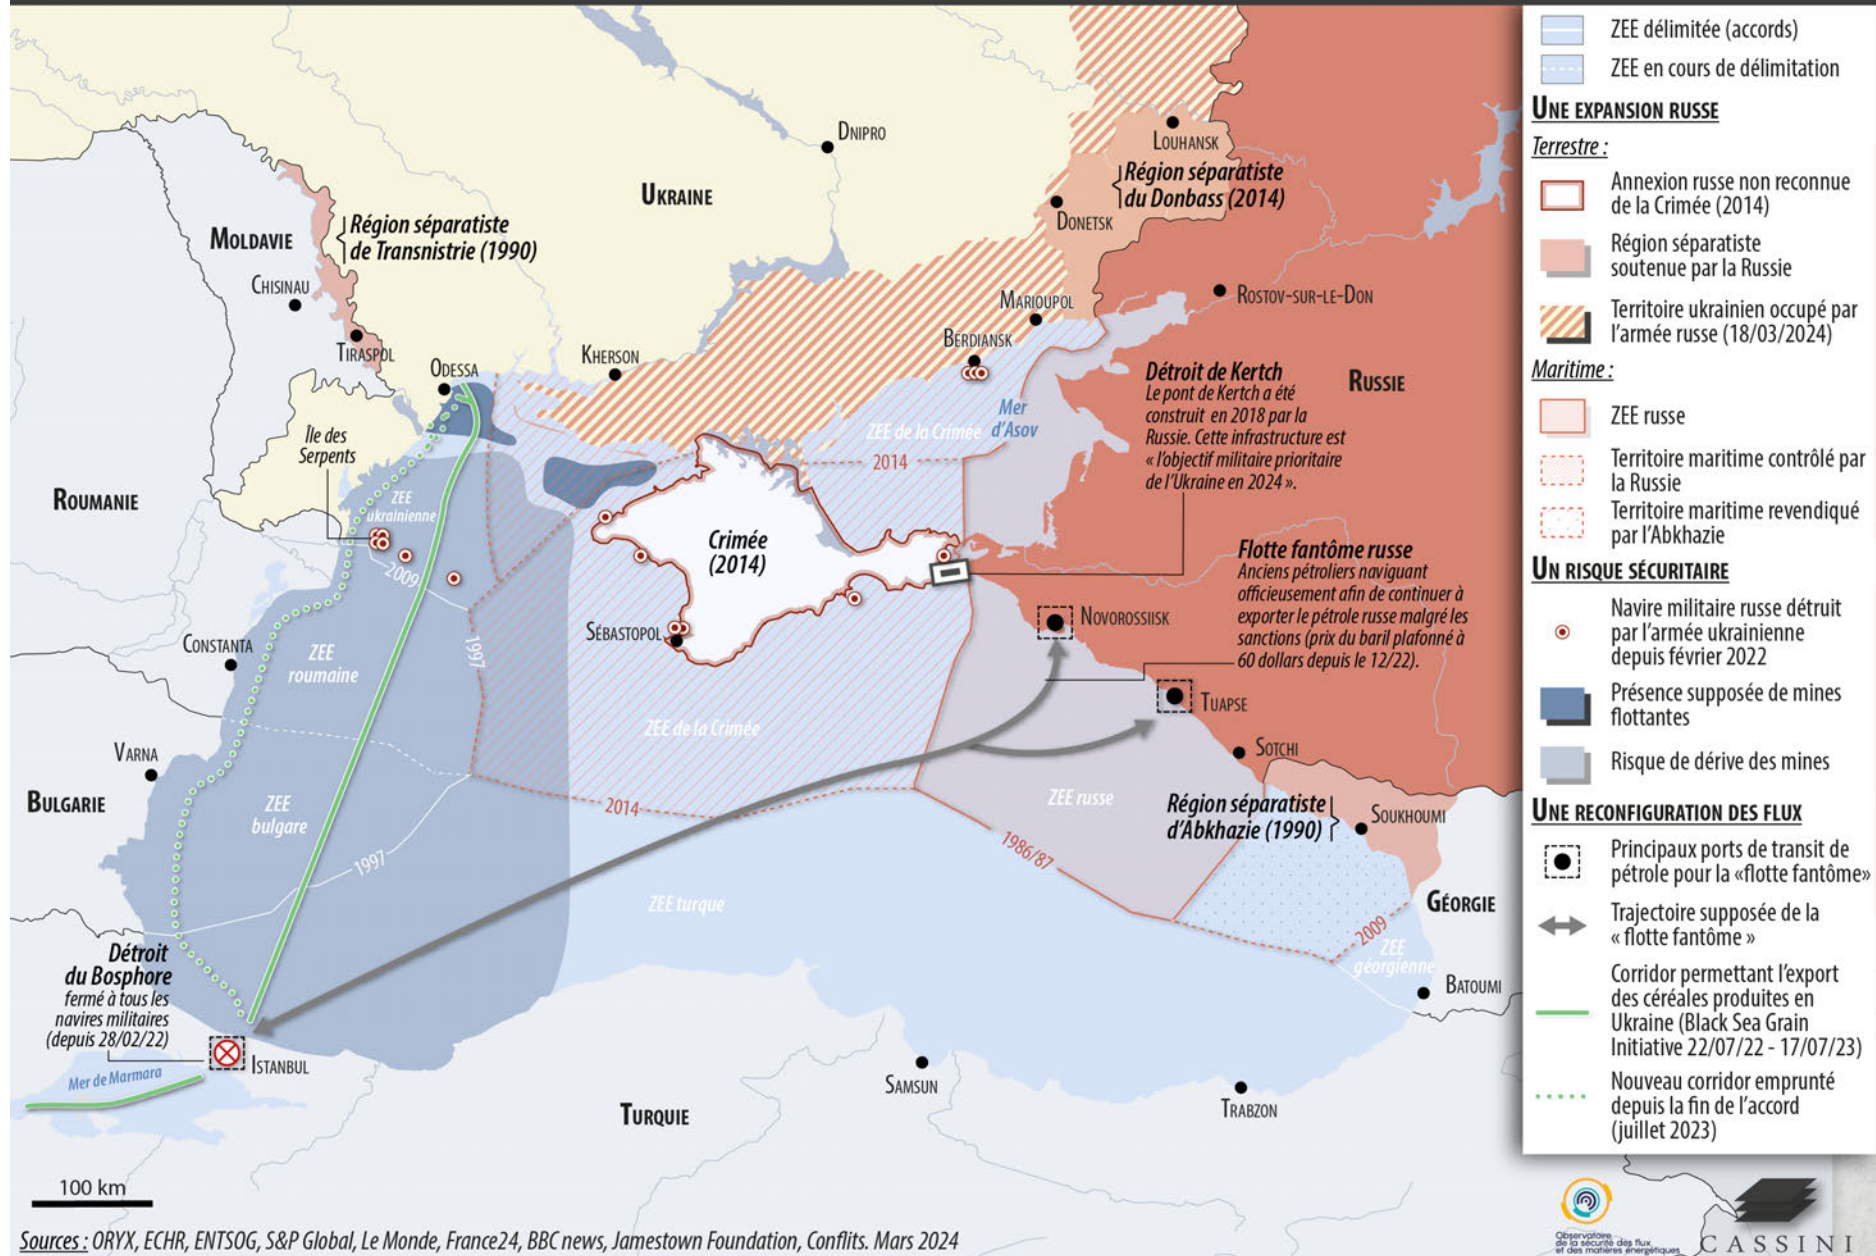 DNIPRO
LOUHANSK
Région séparatiste
du Donbass (2014)
UKRAINE
DONETSK
Région séparatiste
de Transnistrie (1990)
MOLDAVIE
CHISINAU
TIRASPOL
ODESSA
KHERSON
MARIOUPOL
BERDIANSK
ROSTOV-SUR-LE-DON
RUSSIE
Détroit de Kertch
Le pont de Kertch a été
construit en 2018 par la
Russie. Cette infrastructure est
« l'objectif militaire prioritaire
de l'Ukraine en 2024 ».
Mer
d'Asov
ZEE de la Crimée
2014
Île des
Serpents
ROUMANIE
ZEE
ukrainienne
2009
Crimée
(2014)
Flotte fantôme russe
Anciens pétroliers naviguant
officieusement afin de continuer à
exporter le pétrole russe malgré les
sanctions (prix du baril plafonné à
60 dollars depuis le 12/22).
NOVOROSSIISK
SÉBASTOPOL
CONSTANTA
ZEE
roumaine
1997
TUAPSE
ZEE de la Crimée
SOTCHI
VARNA
BULGARIE
ZEE
bulgare
2014
ZEE russe
Région séparatiste
d'Abkhazie (1990)
SOUKHOUMI
1997
1986/87
ZEE turque
GÉORGIE
2009
ZEE
géorgienne
BATOUMI
Détroit
du Bosphore
fermé à tous les
navires militaires
(depuis 28/02/22)
ISTANBUL
Mer de Marmara
SAMSUN
TRABZON
TURQUIE
100 km
Sources : ORYX, ECHR, ENTSOG, S&P Global, Le Monde, France24, BBC news, Jamestown Foundation, Conflits. Mars 2024
ZEE délimitée (accords)
ZEE en cours de délimitation
UNE EXPANSION RUSSE
Terrestre :
Annexion russe non reconnue
de la Crimée (2014)
Région séparatiste
soutenue par la Russie
Territoire ukrainien occupé par
l'armée russe (18/03/2024)
Maritime :
ZEE russe
Territoire maritime contrôlé par
la Russie
Territoire maritime revendiqué
par l'Abkhazie
UN RISQUE SÉCURITAIRE
Navire militaire russe détruit
par l'armée ukrainienne
depuis février 2022
Présence supposée de mines
flottantes
Risque de dérive des mines
UNE RECONFIGURATION DES FLUX
Principaux ports de transit de
pétrole pour la «flotte fantôme»
Trajectoire supposée de la
« flotte fantôme »
Corridor permettant l'export
des céréales produites en
Ukraine (Black Sea Grain
Initiative 22/07/22 - 17/07/23)
Nouveau corridor emprunté
depuis la fin de l'accord
(juillet 2023)
Observatoire
de la sécurité des flux
et des matières énergétiques
CASSINI